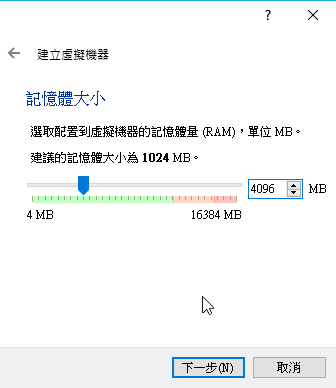 建立虛擬機器
記憶體大小
選取配置到虛擬機器的記憶體量 (RAM)，單位 MB。
建議的記憶體大小為 1024 MB。
4096 MB
4 MB 16384 MB
下一步(N) 取消